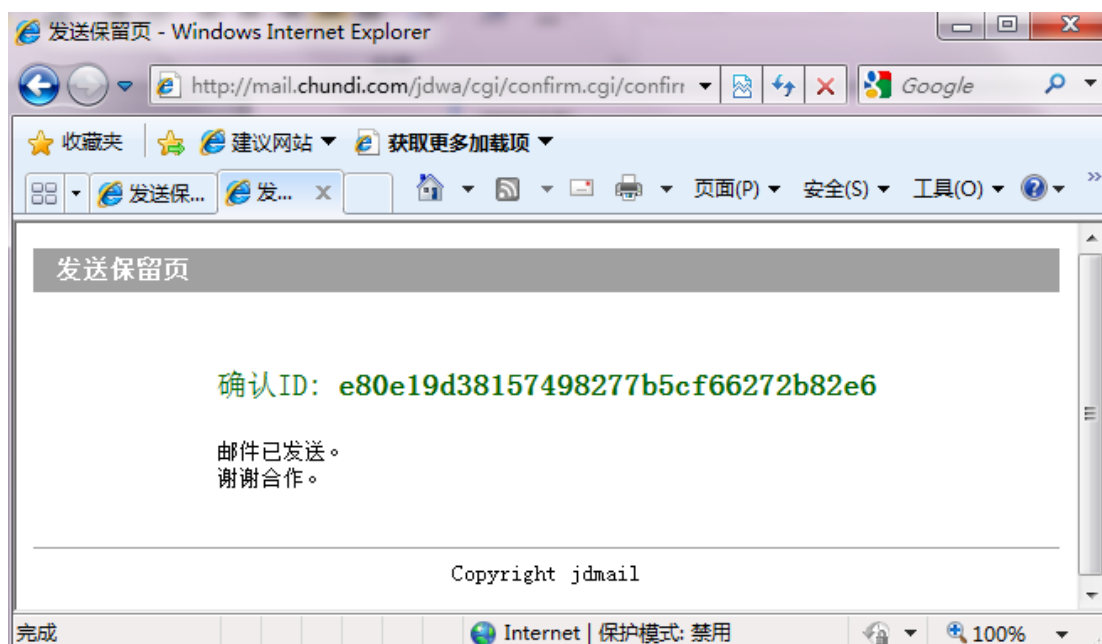 发送保留页 - Windows Internet Explorer
http://mail.chundi.com/jdwa/cgi/confirm.cgi/confirr
Google
收藏夹 建议网站 获取更多加载项
发送保... 发... 页面(P) 安全(S) 工具(O)
发送保留页
确认ID: e80e19d38157498277b5cf66272b82e6
邮件已发送。
谢谢合作。
Copyright jdmail
完成 Internet | 保护模式: 禁用 100%